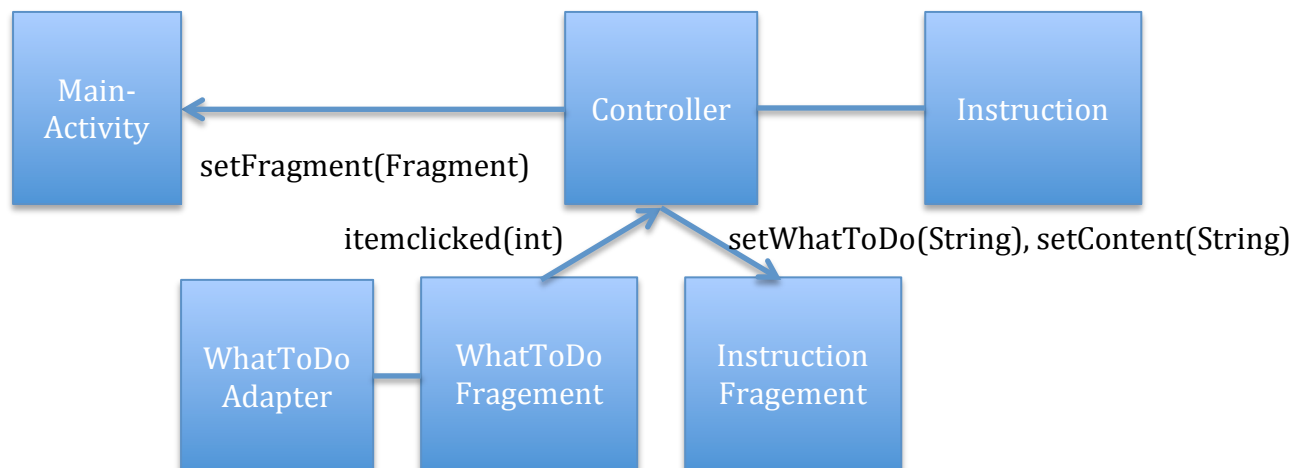 Main-
Activity
Controller
Instruction
setFragment(Fragment)
itemclicked(int)
setWhatToDo(String), setContent(String)
WhatToDo
Adapter
WhatToDo
Fragement
Instruction
Fragement